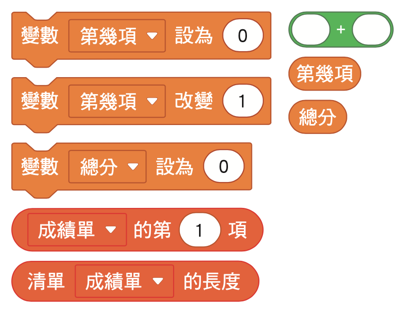 變數 第幾項 設為 0
+
變數 第幾項 改變 1
第幾項
總分
變數 總分 設為 0
成績單 的第 1 項
清單 成績單 的長度